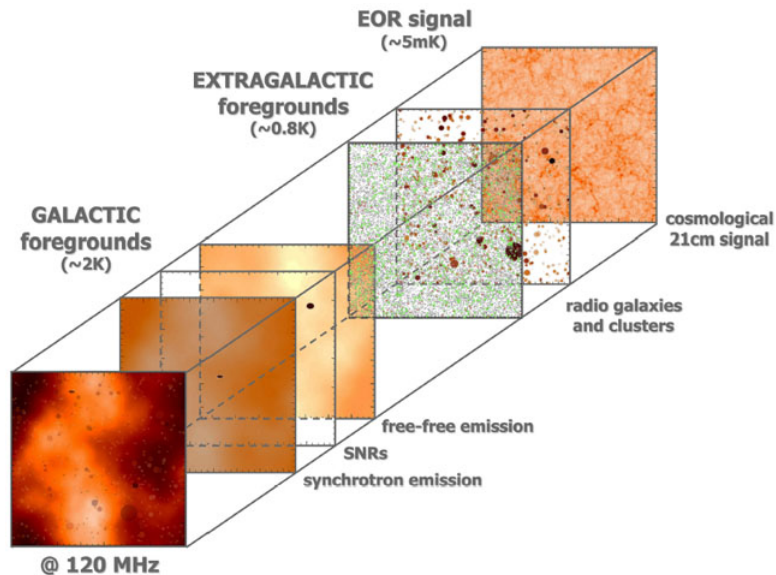 EOR signal
(~5mK)
EXTRAGALACTIC
foregrounds
(~0.8K)
GALACTIC
foregrounds
(~2K)
cosmological
21cm signal
radio galaxies
and clusters
free-free emission
SNRs
synchrotron emission
@ 120 MHz